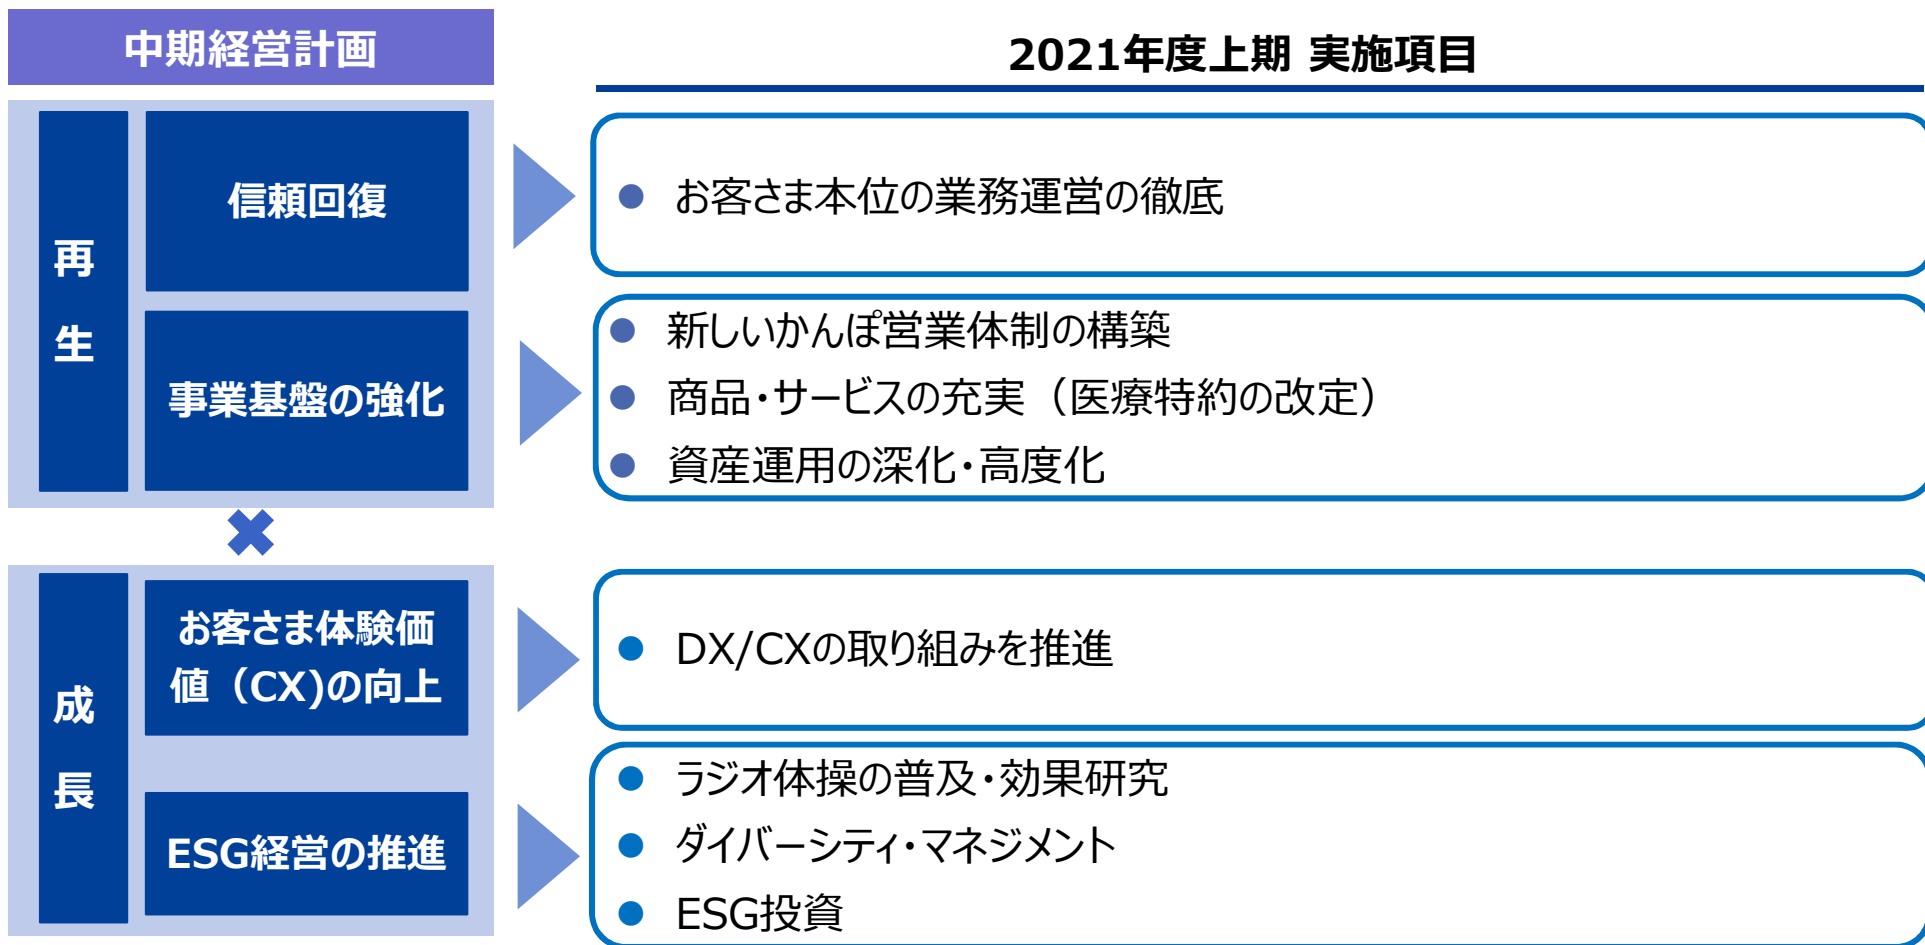 中期経営計画
2021年度上期 実施項目
再生
信頼回復
● お客さま本位の業務運営の徹底
事業基盤の強化
● 新しいかんぽ営業体制の構築
● 商品・サービスの充実（医療特約の改定）
● 資産運用の深化・高度化
✖
成長
お客さま体験価
値（CX)の向上
● DX/CXの取り組みを推進
ESG経営の推進
● ラジオ体操の普及・効果研究
● ダイバーシティ・マネジメント
● ESG投資